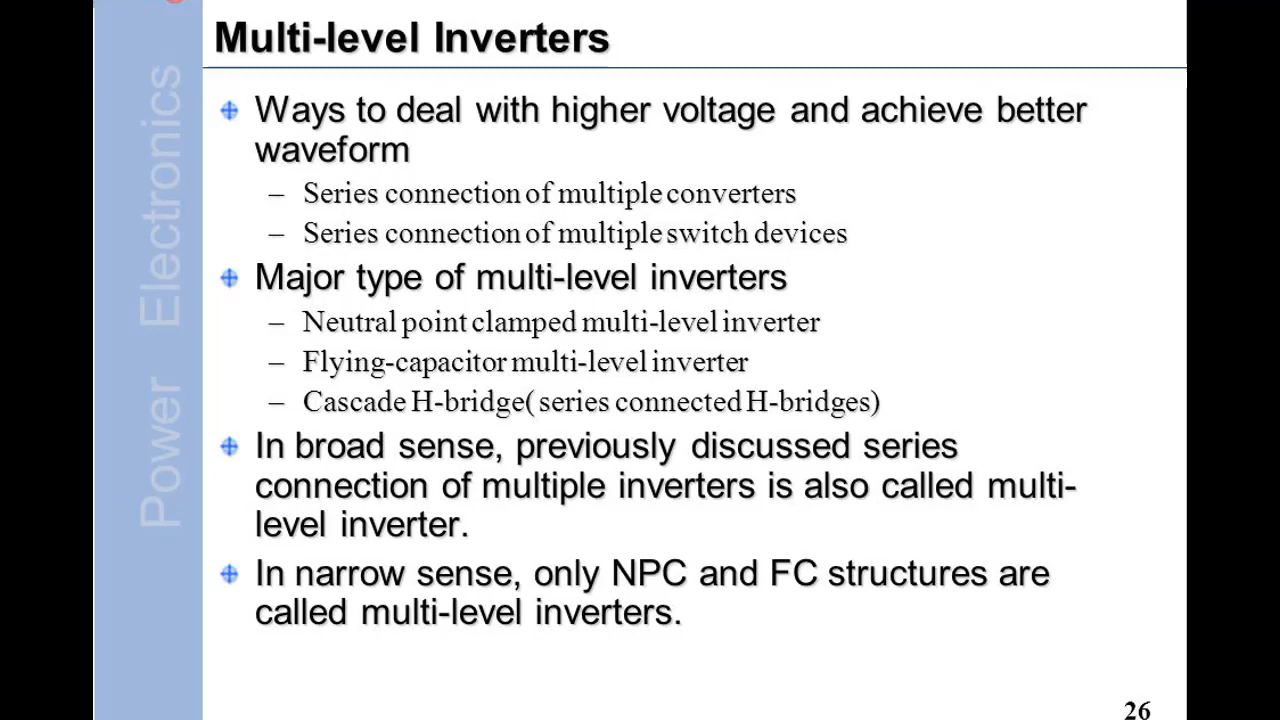 Multi-level Inverters
Ways to deal with higher voltage and achieve better
waveform
– Series connection of multiple converters
– Series connection of multiple switch devices
Major type of multi-level inverters
– Neutral point clamped multi-level inverter
– Flying-capacitor multi-level inverter
– Cascade H-bridge( series connected H-bridges)
In broad sense, previously discussed series
connection of multiple inverters is also called multi-
level inverter.
In narrow sense, only NPC and FC structures are
called multi-level inverters.
Power Electronics
26